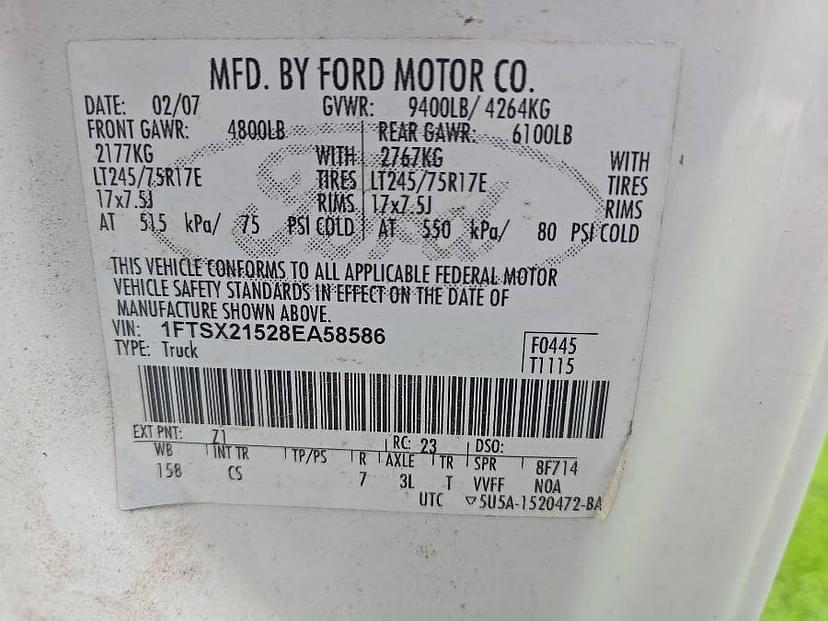 MFD. BY FORD MOTOR CO.
DATE: 02/07 GVWR: 9400LB/ 4264KG
FRONT GAWR: 4800LB REAR GAWR: 6100LB
2177KG WITH 2767KG WITH
LT245/75R17E TIRES LT245/75R17E TIRES
17x7.5J RIMS 17x7.5J RIMS
AT 515 kPa/ 75 PSI COLD AT 550 kPa/ 80 PSI COLD
THIS VEHICLE CONFORMS TO ALL APPLICABLE FEDERAL MOTOR
VEHICLE SAFETY STANDARDS IN EFFECT ON THE DATE OF
MANUFACTURE SHOWN ABOVE.
VIN: 1FTSX21528EA58586
TYPE: Truck
F0445
T1115
EXT PNT: Z1 RC: 23 DSO:
WB INT TR TP/PS R AXLE TR SPR 8F714
158 CS 7 3L T VVFF NOA
UTC ▽5U5A-1520472-BA